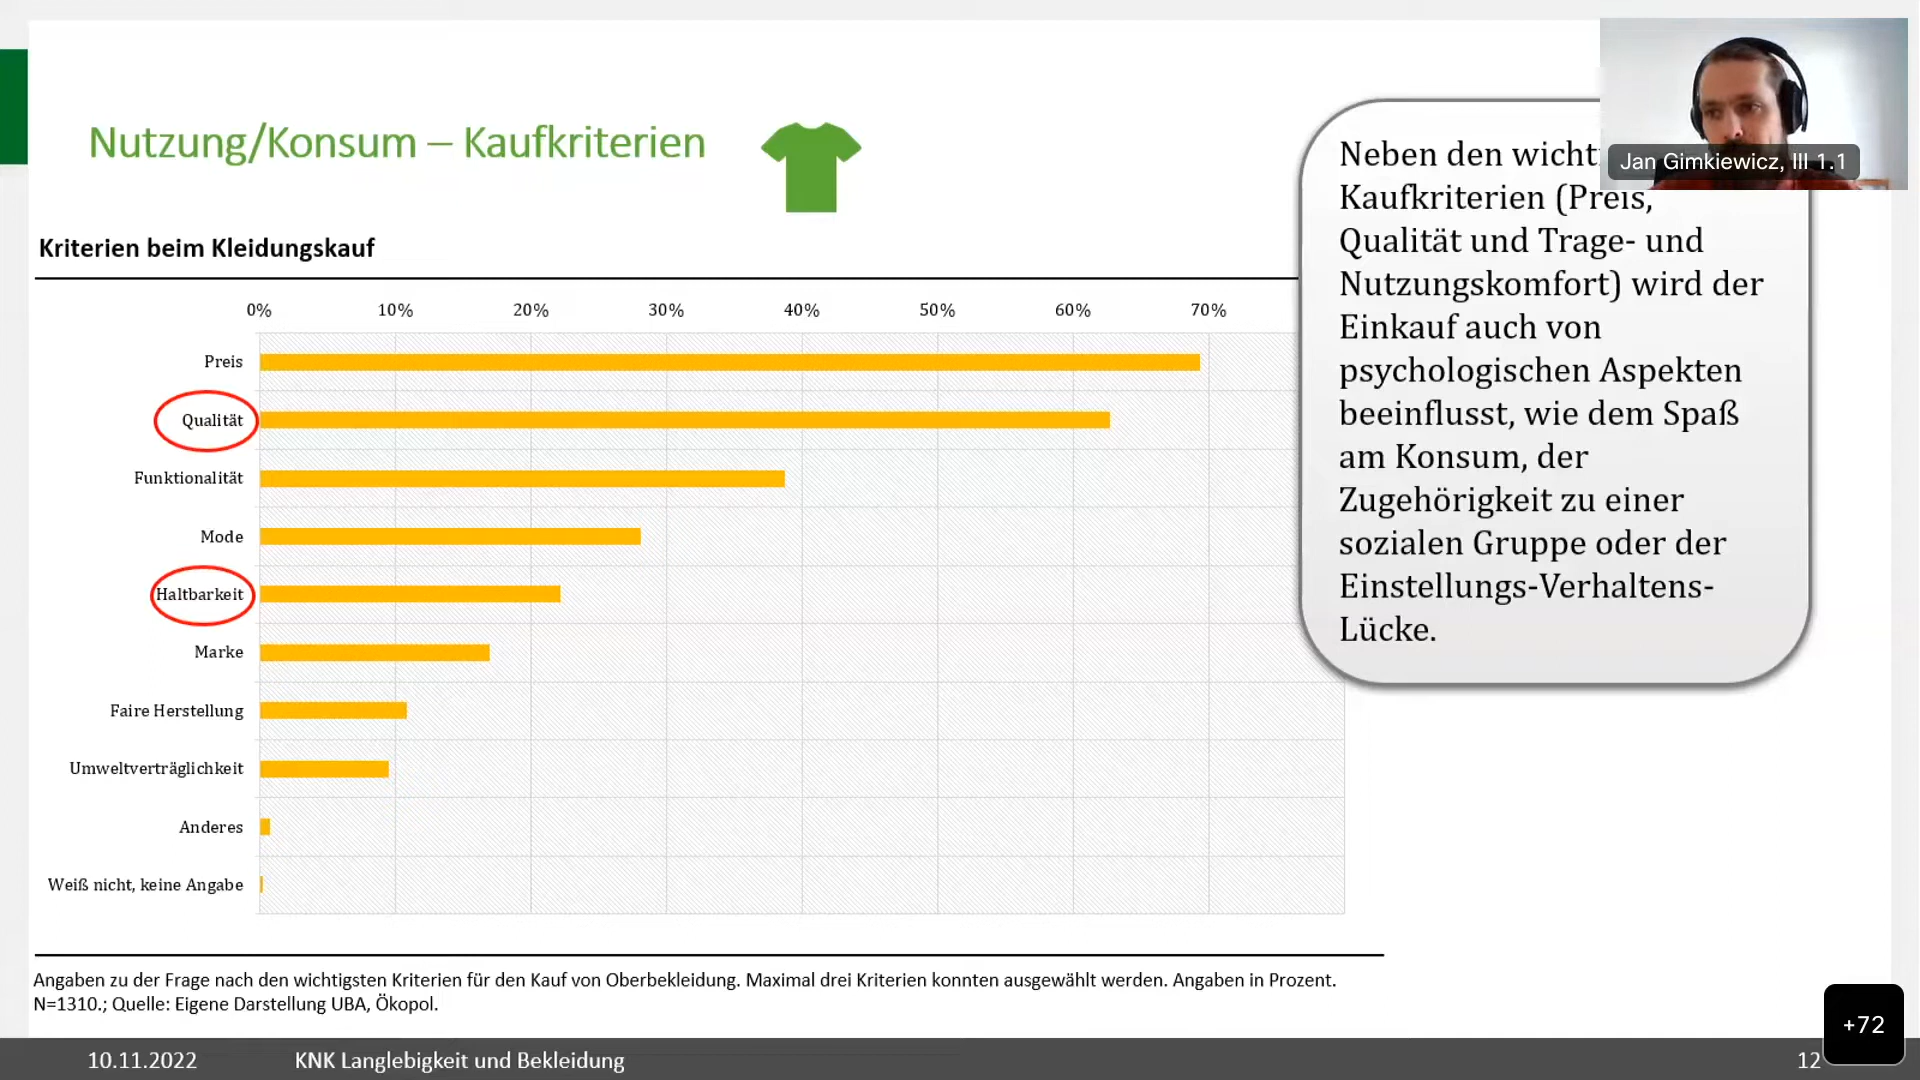 Nutzung/Konsum – Kaufkriterien
Kriterien beim Kleidungskauf
0% 10% 20% 30% 40% 50% 60% 70%
Preis
Qualität
Funktionalität
Mode
Haltbarkeit
Marke
Faire Herstellung
Umweltverträglichkeit
Anderes
Weiß nicht, keine Angabe
Angaben zu der Frage nach den wichtigsten Kriterien für den Kauf von Oberbekleidung. Maximal drei Kriterien konnten ausgewählt werden. Angaben in Prozent.
N=1310.; Quelle: Eigene Darstellung UBA, Ökopol.
Neben den
Kaufkriterien (Preis,
Qualität und Trage- und
Nutzungskomfort) wird der
Einkauf auch von
psychologischen Aspekten
beeinflusst, wie dem Spaß
am Konsum, der
Zugehörigkeit zu einer
sozialen Gruppe oder der
Einstellungs-Verhaltens-
Lücke.
Jan Gimkiewicz, III 1.1
+72
10.11.2022 KNK Langlebigkeit und Bekleidung 12